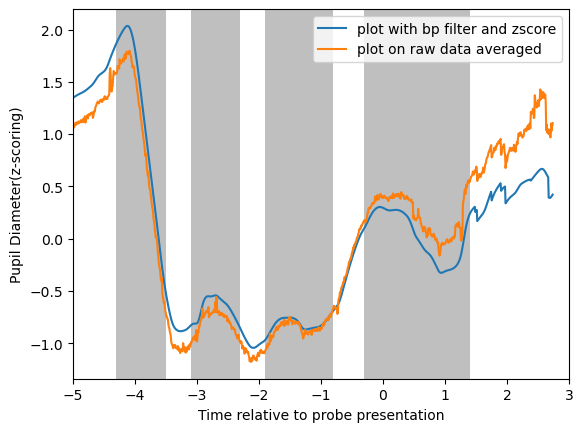 plot with bp filter and zscore
plot on raw data averaged
Pupil Diameter(z-scoring)
2.0
1.5
1.0
0.5
0.0
−0.5
−1.0
−5 −4 −3 −2 −1 0 1 2 3
Time relative to probe presentation